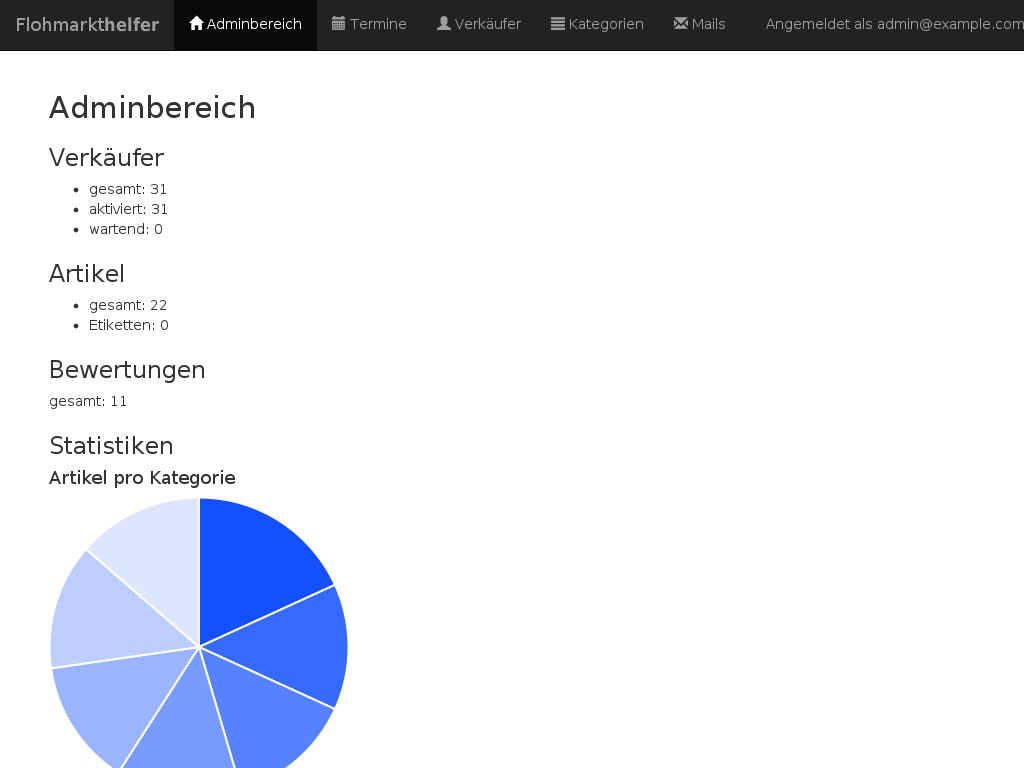 Flohmarkthelfer Adminbereich Termine Verkäufer Kategorien Mails Angemeldet als admin@example.com
Adminbereich
Verkäufer
gesamt: 31
aktiviert: 31
wartend: 0
Artikel
gesamt: 22
Etiketten: 0
Bewertungen
gesamt: 11
Statistiken
Artikel pro Kategorie